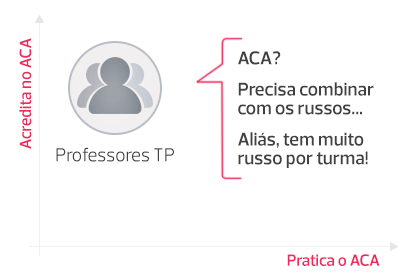 Acredita no ACA
Professores TP
ACA?
Precisa combinar
com os russos...
Aliás, tem muito
russo por turma!
Pratica o ACA